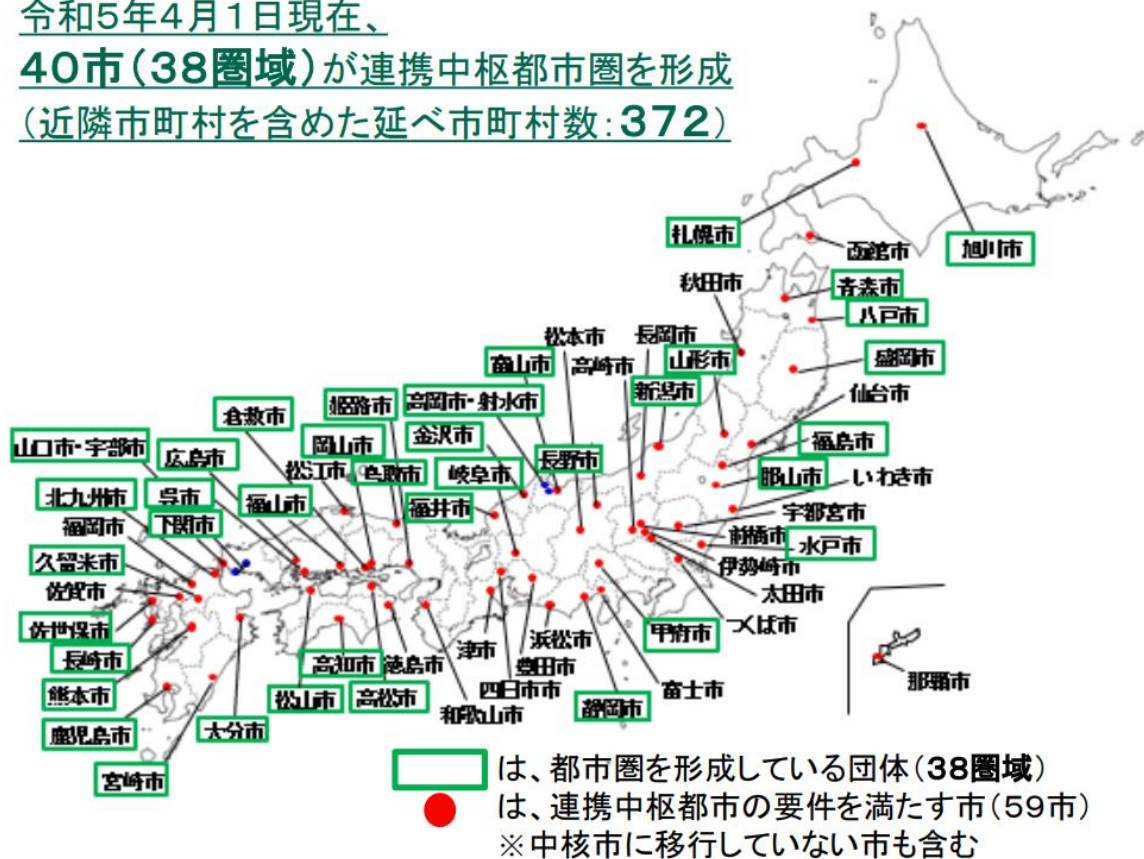 令和5年4月1日現在、
40市(38圏域)が連携中枢都市圏を形成
(近隣市町村を含めた延べ市町村数:372)
札幌市
函館市
旭川市
秋田市
青森市
八戸市
松本市
長岡市
富山市
高崎市
山形市
盛岡市
新潟市
仙台市
倉敷市
姫路市
高岡市・射水市
山口市・宇部市
広島市
岡山市
金沢市
長野市
福島市
松江市
鳥取市
岐阜市
郡山市
いわき市
北九州市
呉市
福山市
福井市
宇都宮市
福岡市
下関市
前橋市
水戸市
久留米市
伊勢崎市
佐賀市
太田市
佐世保市
つくば市
長崎市
高知市
徳島市
津市
浜松市
甲府市
豊田市
熊本市
松山市
高松市
四日市市
富士市
那覇市
和歌山市
静岡市
鹿児島市
大分市
宮崎市
は、都市圏を形成している団体(38圏域)
は、連携中枢都市の要件を満たす市(59市)
※中核市に移行していない市も含む